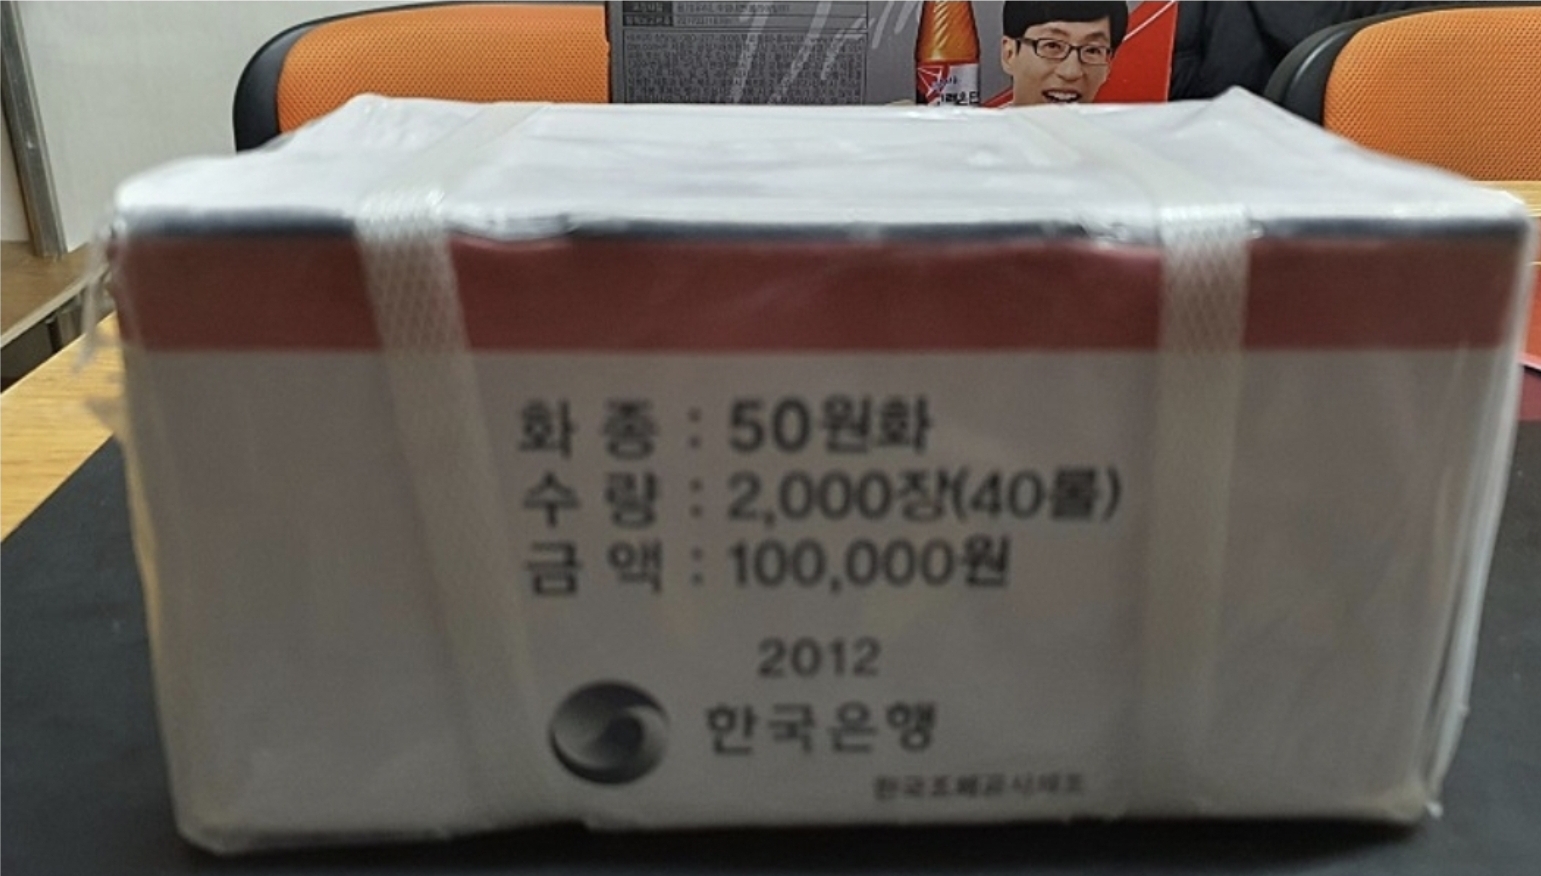 화 종 : 50원화
수 량 : 2,000장(40롤)
금 액 : 100,000원
2012
한국은행
한국조폐공사제조